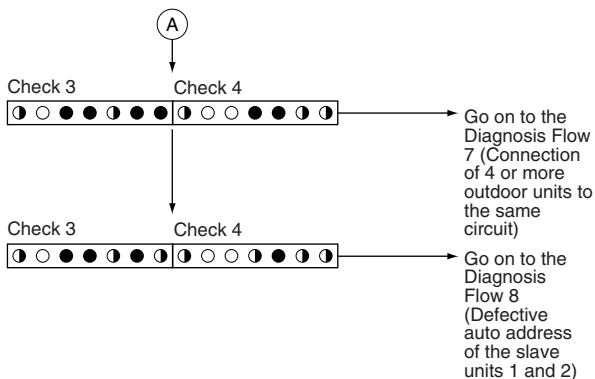 A
Check 3
Check 4
Go on to the
Diagnosis Flow
7 (Connection
of 4 or more
outdoor units to
the same
circuit)
Check 3
Check 4
Go on to the
Diagnosis
Flow 8
(Defective
auto address
of the slave
units 1 and 2)